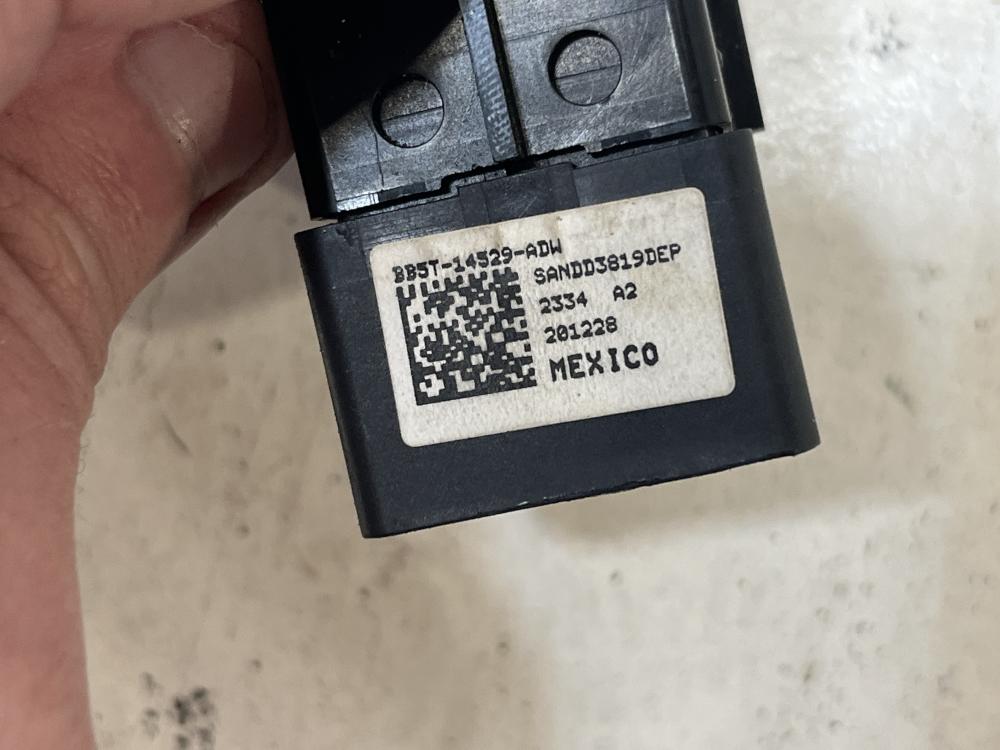 BB5T-14529-ADW
SANDD3819DEP
2334 A2
201228
MEXICO